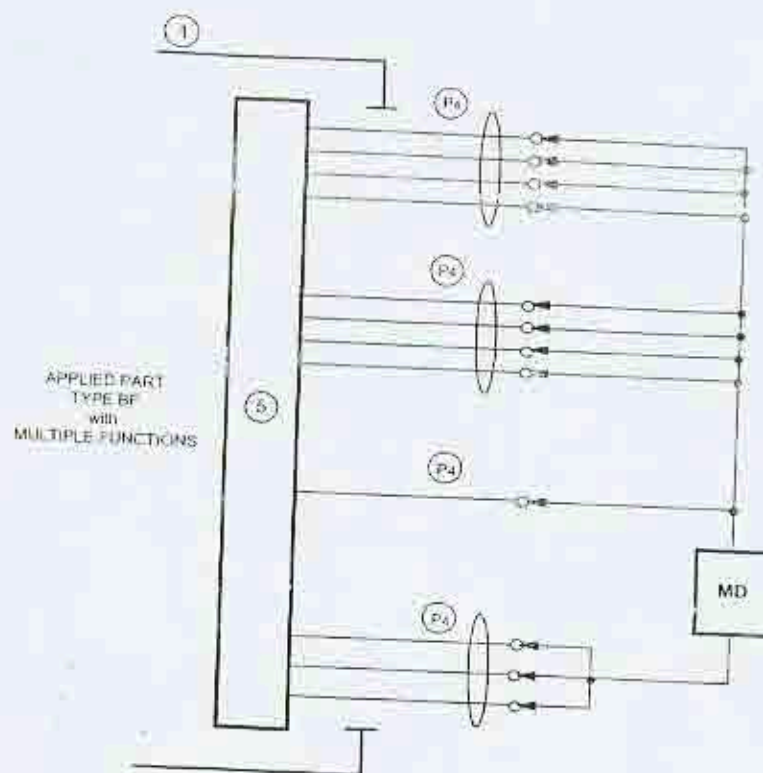 1
P4
P4
APPLIED PART
TYPE BF
with
MULTIPLE FUNCTIONS
5
P4
MD
P4